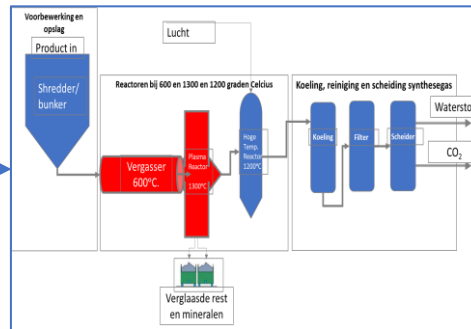 Voorbewerking en
opslag
Product in
Shredder/
bunker
Lucht
Reactoren bij 600 en 1300 en 1200 graden Celcius
Vergasser
600°C.
Plasma
Reactor
1300°C
Hoge
Temp.
Reactor
1200°C
Verglaasde rest
en mineralen
Koeling, reiniging en scheiding synthesegas
Koeling
Filter
Scheider
Watersto
CO2